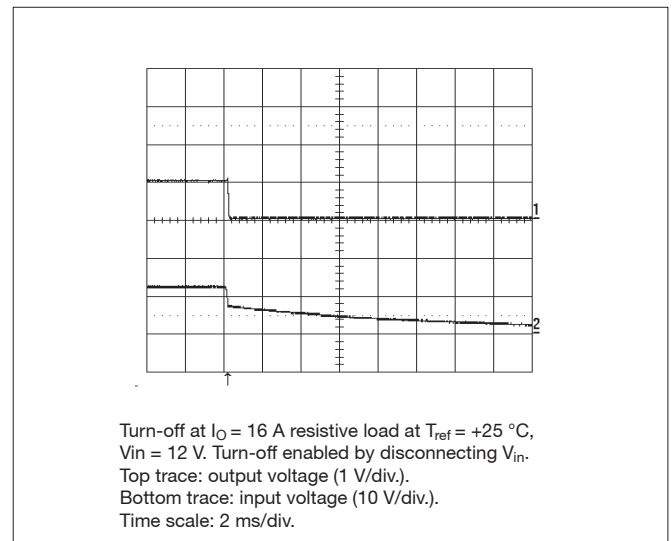 1
2
Turn-off at IO = 16 A resistive load at Tref = +25 °C,
Vin = 12 V. Turn-off enabled by disconnecting Vin.
Top trace: output voltage (1 V/div.).
Bottom trace: input voltage (10 V/div.).
Time scale: 2 ms/div.